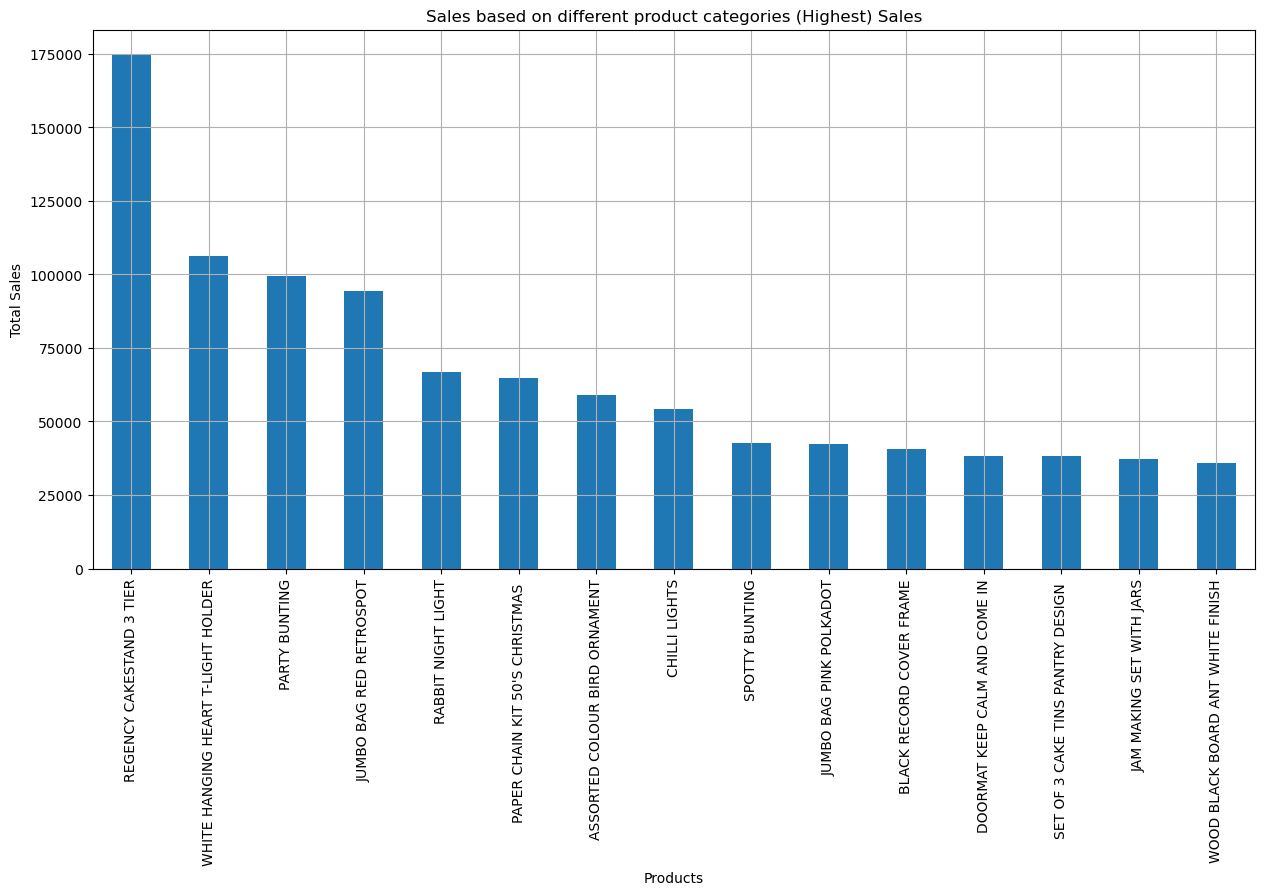 Sales based on different product categories (Highest) Sales
Total Sales
175000
150000
125000
100000
75000
50000
25000
0
REGENCY CAKESTAND 3 TIER
WHITE HANGING HEART T-LIGHT HOLDER
PARTY BUNTING
JUMBO BAG RED RETROSPOT
RABBIT NIGHT LIGHT
PAPER CHAIN KIT 50'S CHRISTMAS
ASSORTED COLOUR BIRD ORNAMENT
CHILLI LIGHTS
SPOTTY BUNTING
JUMBO BAG PINK POLKADOT
BLACK RECORD COVER FRAME
DOORMAT KEEP CALM AND COME IN
SET OF 3 CAKE TINS PANTRY DESIGN
JAM MAKING SET WITH JARS
WOOD BLACK BOARD ANT WHITE FINISH
Products